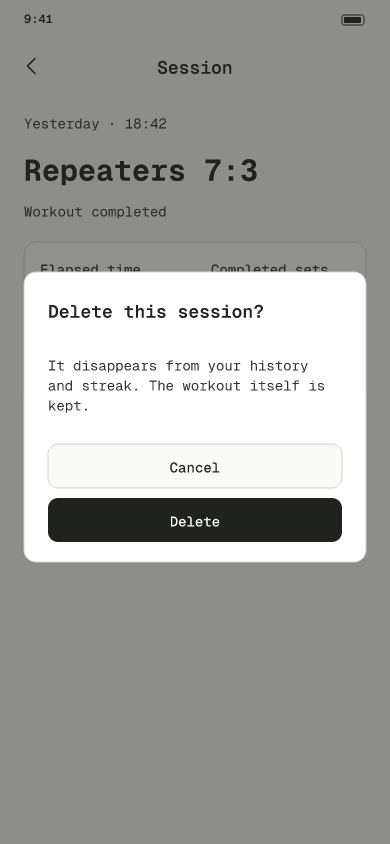 9:41
Session
Yesterday · 18:42
Repeaters 7:3
Workout completed
Elapsed time Completed sets
Delete this session?
It disappears from your history
and streak. The workout itself is
kept.
Cancel
Delete